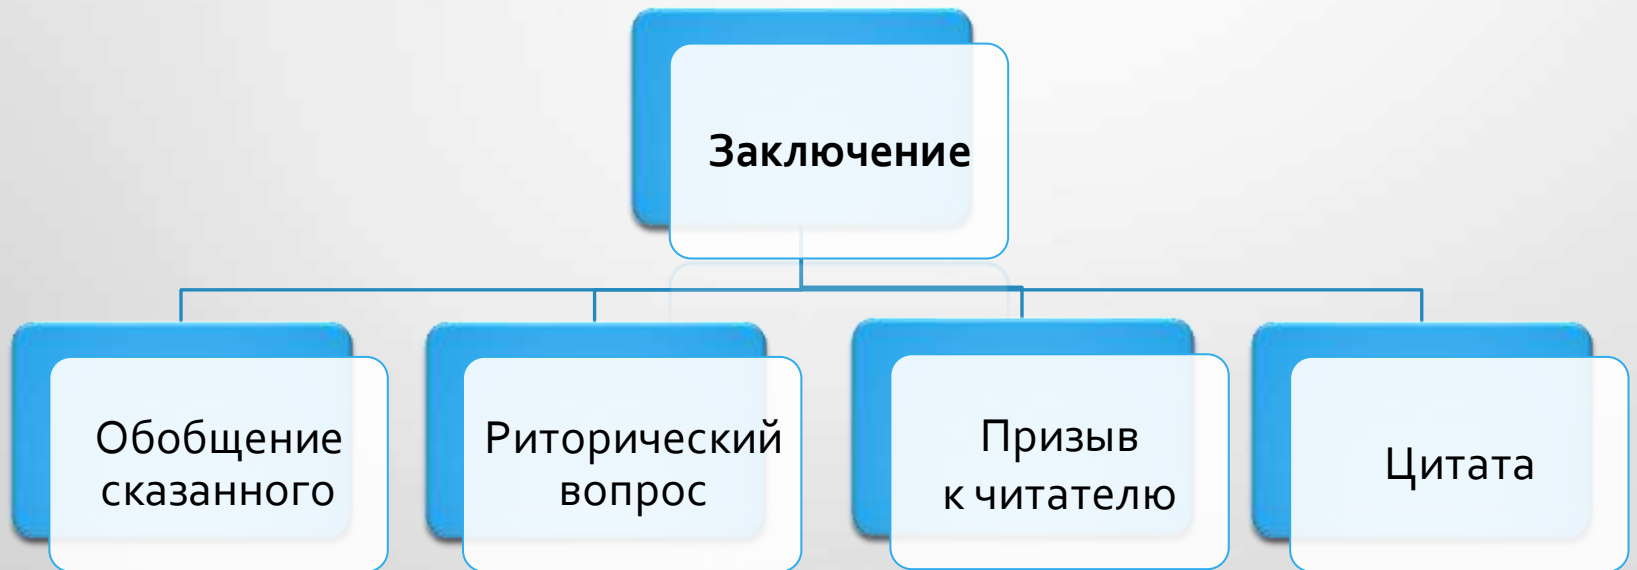 Заключение
Обобщение
сказанного
Риторический
вопрос
Призыв
к читателю
Цитата